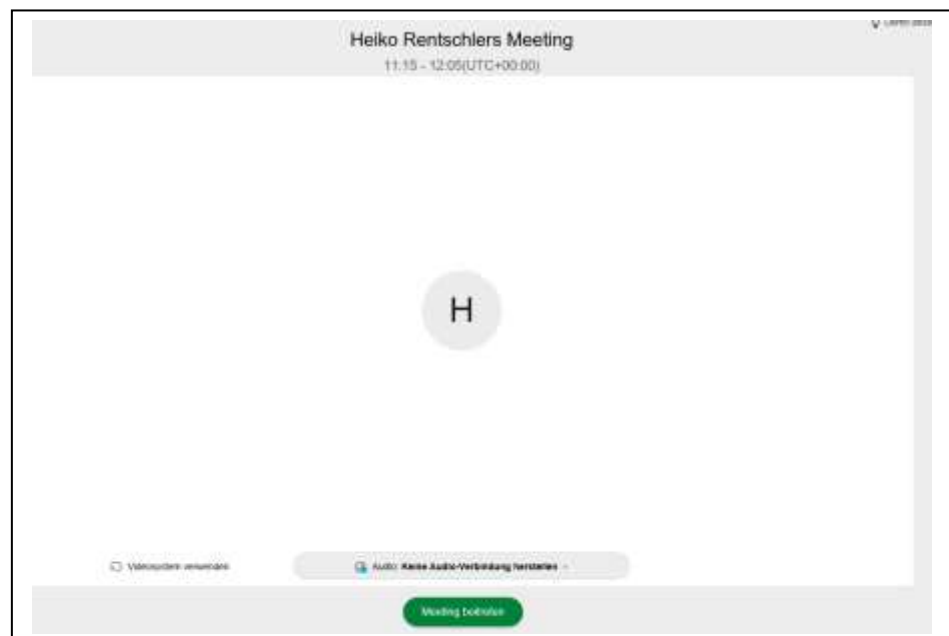 Heiko Rentschlers Meeting
11:15 - 12:05(UTC+00:00)
H
Videosystem verwenden
Audio: Keine Audio-Verbindung herstellen
Meeting beitreten